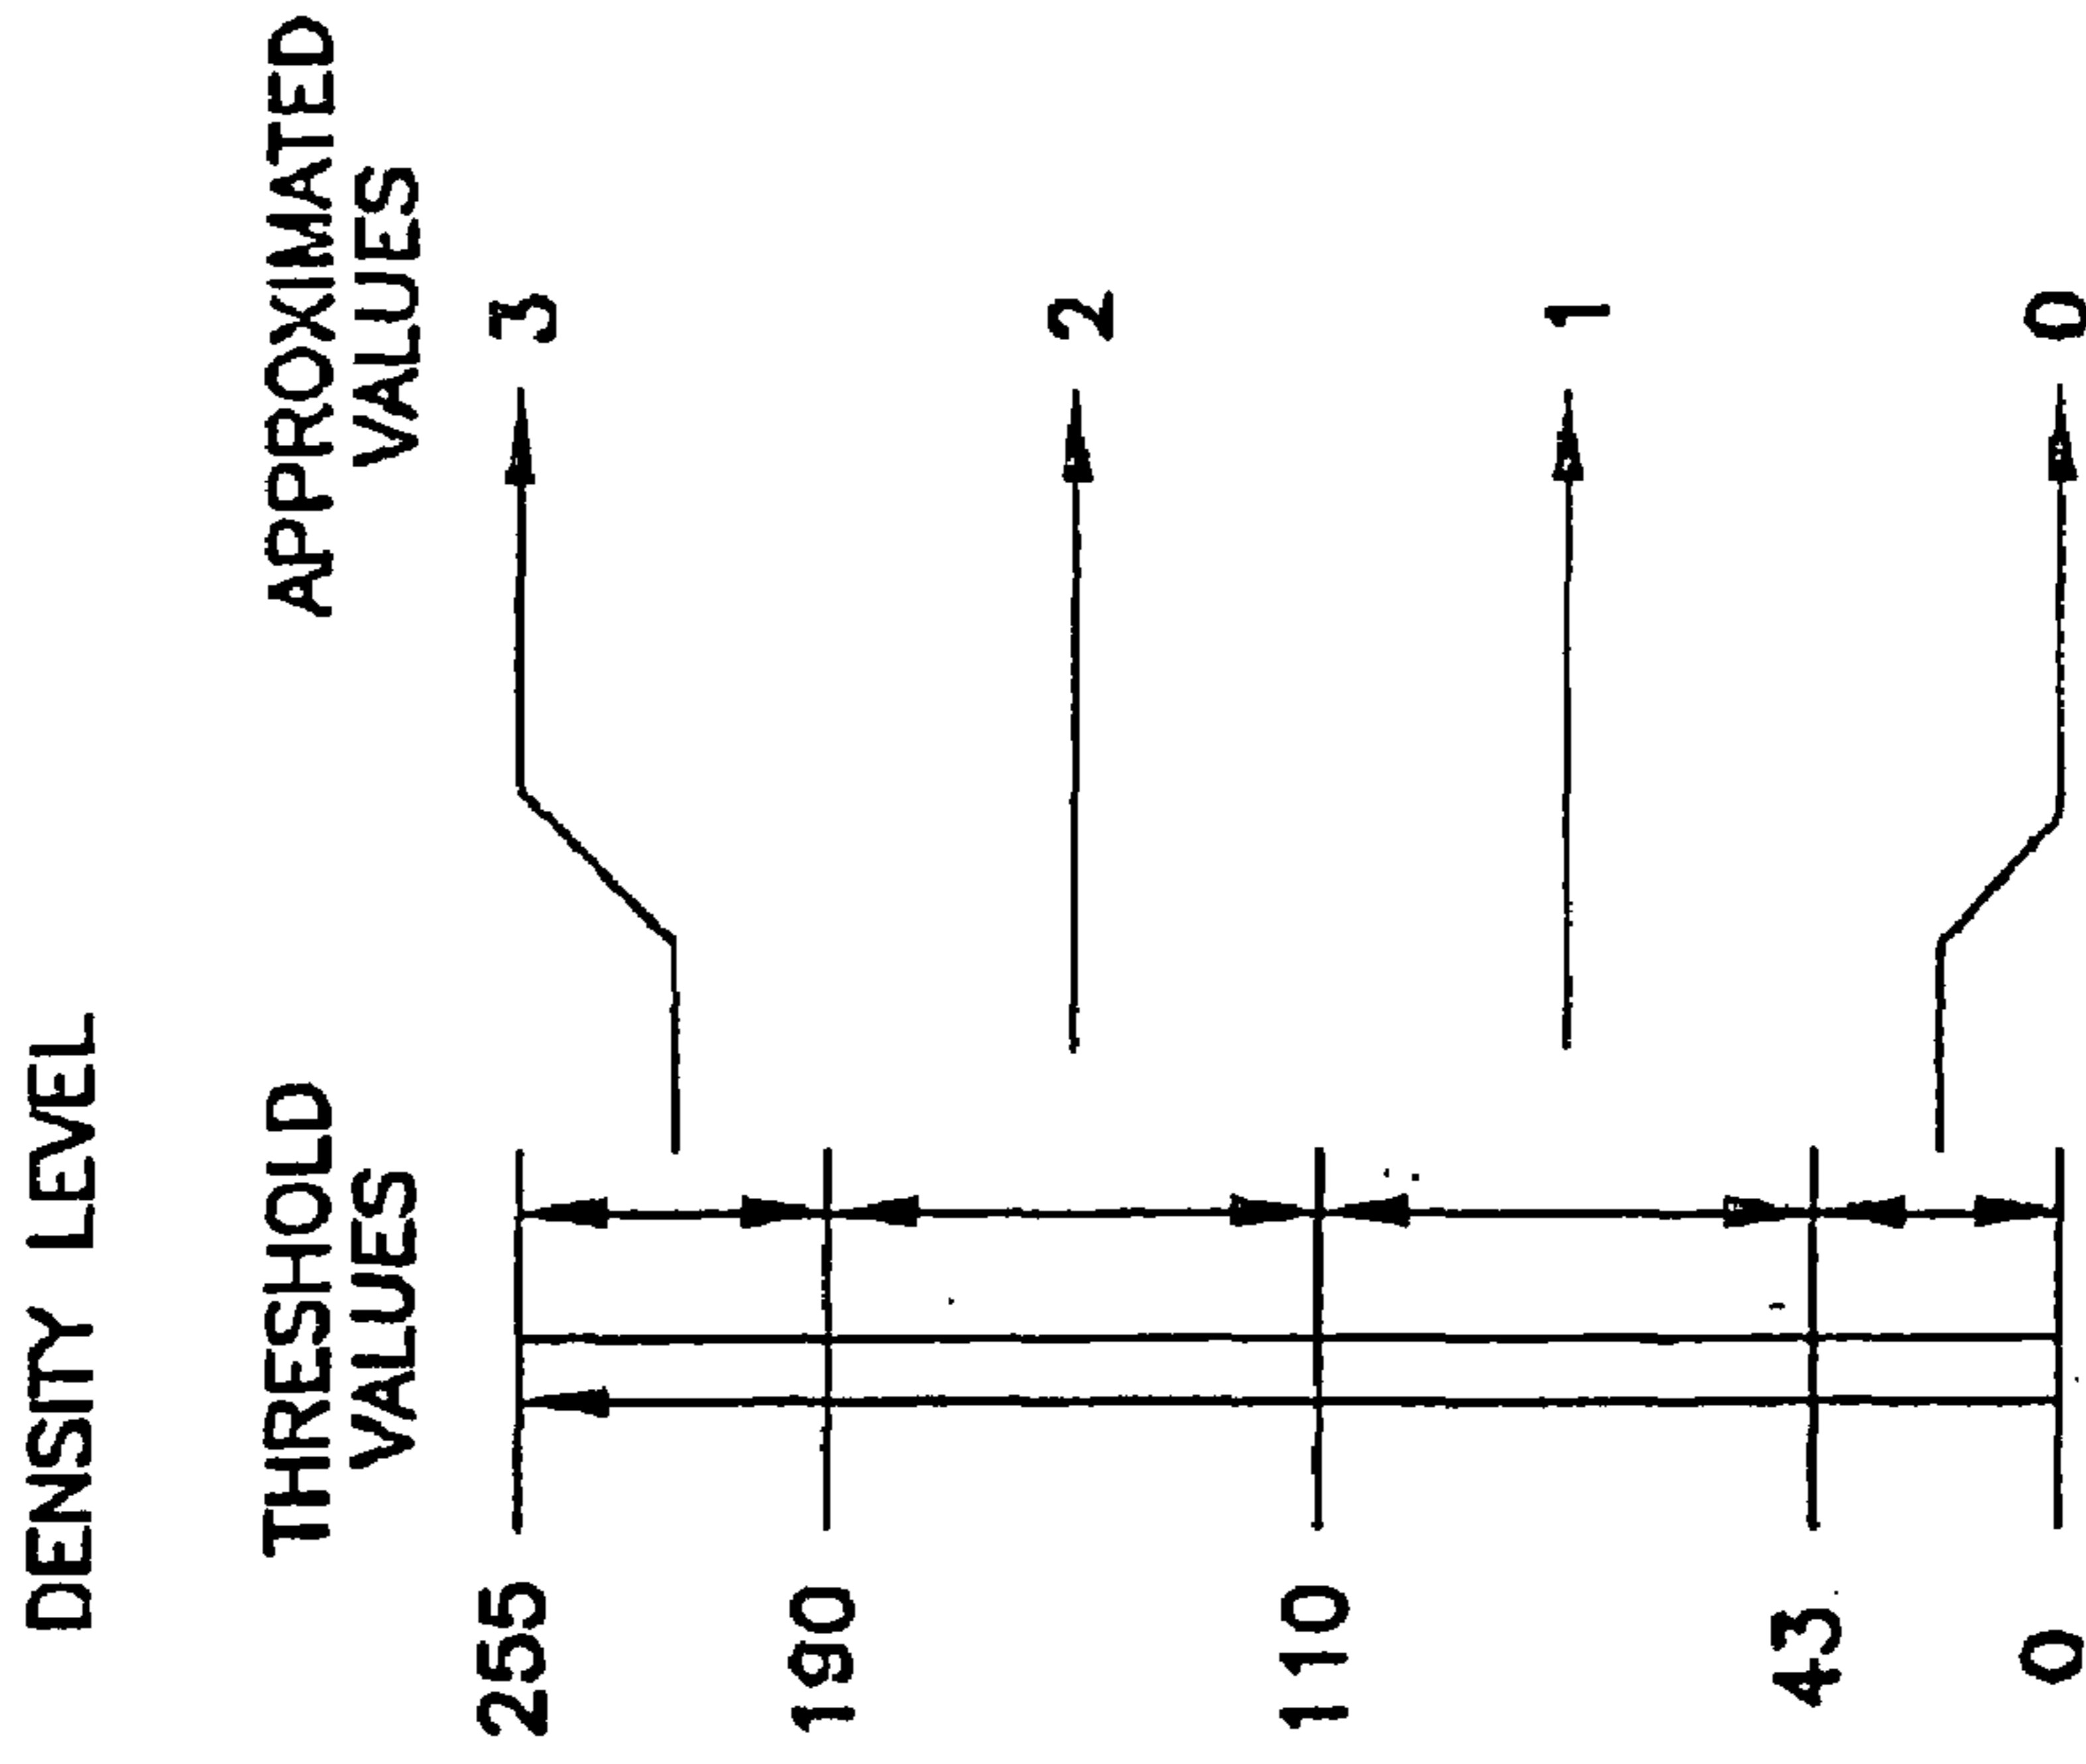 DENSITY LEVEL
THRESHOLD
VALUES
APPROXIMATED
VALUES
255
3
190
2
110
1
43
0
0